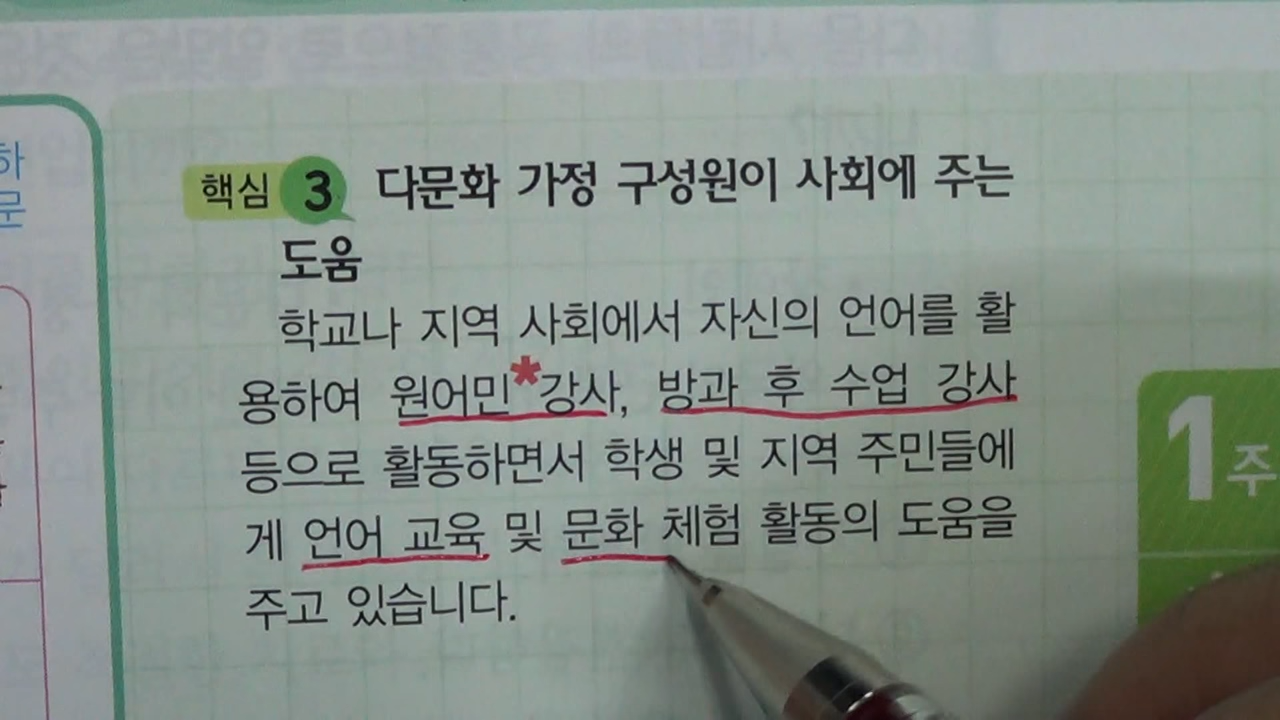 하
문
핵심 3 다문화 가정 구성원이 사회에 주는
도움
학교나 지역 사회에서 자신의 언어를 활
용하여 원어민*강사, 방과 후 수업 강사
등으로 활동하면서 학생 및 지역 주민들에
게 언어 교육 및 문화 체험 활동의 도움을
주고 있습니다.
1주